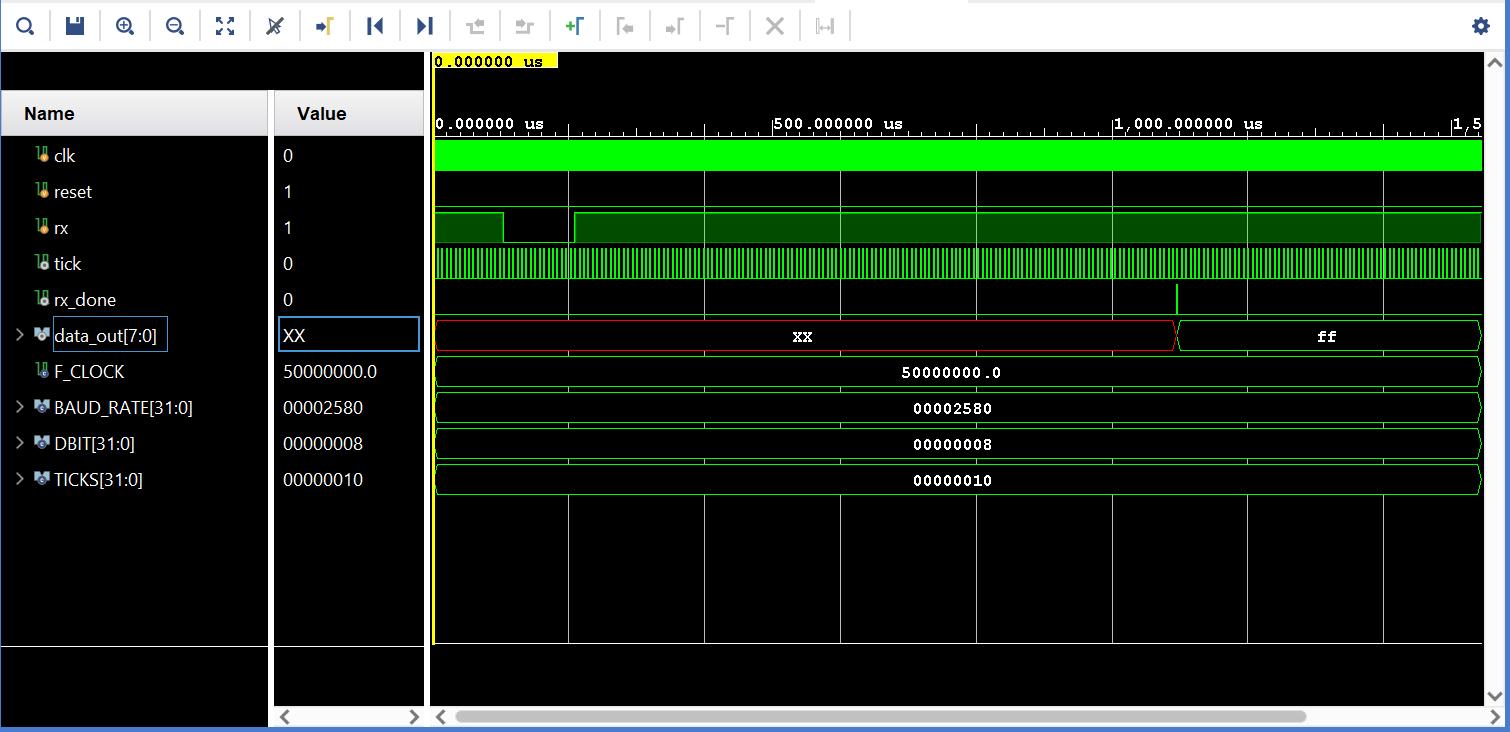 0.000000 us
Name Value
0.000000 us 500.000000 us 1,000.000000 us 1,5
clk 0
reset 1
rx 1
tick 0
rx_done 0
data_out[7:0] XX XX ff
F_CLOCK 50000000.0 50000000.0
BAUD_RATE[31:0] 00002580 00002580
DBIT[31:0] 00000008 00000008
TICKS[31:0] 00000010 00000010